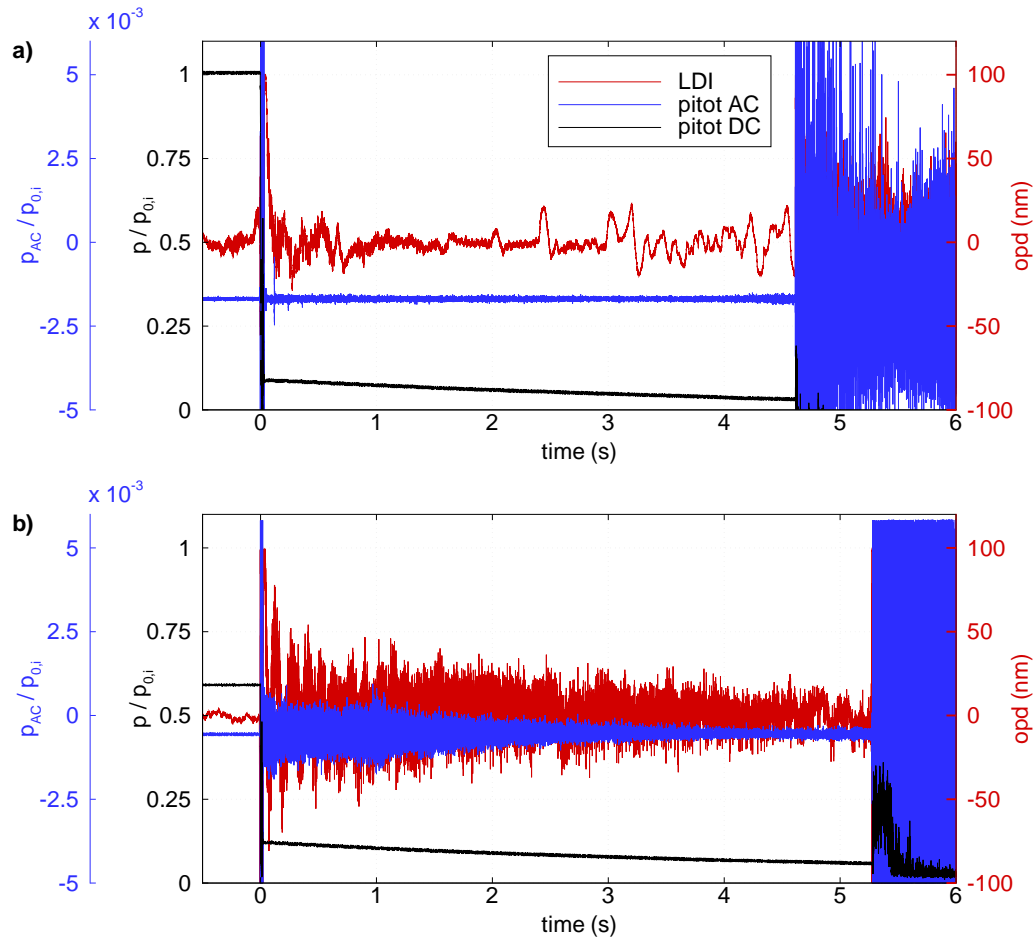 x 10⁻³
a)
LDI
pitot AC
pitot DC
5
2.5
0
-2.5
-5
p_AC / p_0,i
1
0.75
0.5
0.25
0
p / p_0,i
100
50
0
-50
-100
opd (nm)
0 1 2 3 4 5 6
time (s)
x 10⁻³
b)
5
2.5
0
-2.5
-5
p_AC / p_0,i
1
0.75
0.5
0.25
0
p / p_0,i
100
50
0
-50
-100
opd (nm)
0 1 2 3 4 5 6
time (s)